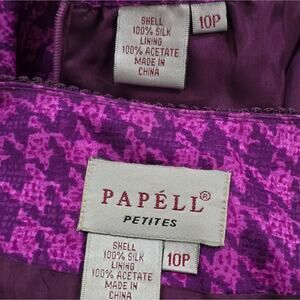 SHELL
100% SILK
LINING
100% ACETATE
MADE IN
CHINA
10P
PAPÉLL®
PETITES
SHELL
100% SILK
LINING
100% ACETATE
MADE IN
CHINA
10P